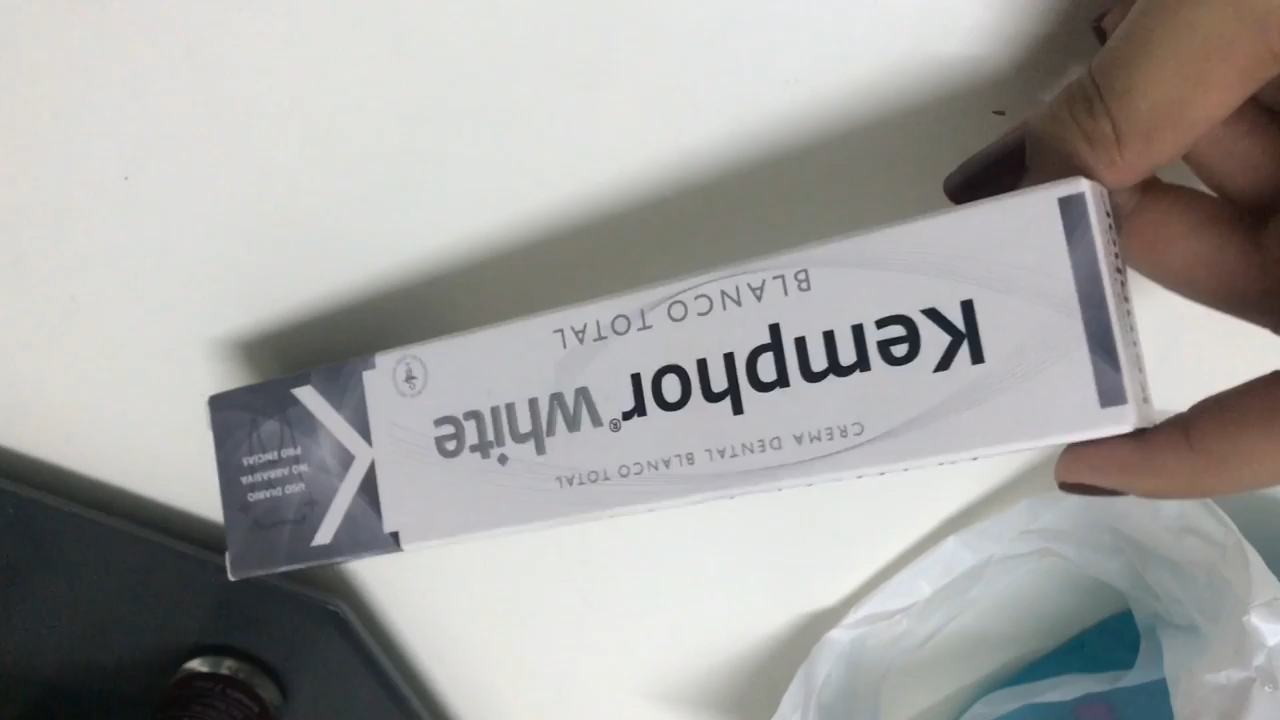 CREMA DENTAL BLANCO TOTAL
Kemphor® white
BLANCO TOTAL
USO DIARIO
NO ABRASIVA
PRO ENCÍAS
K